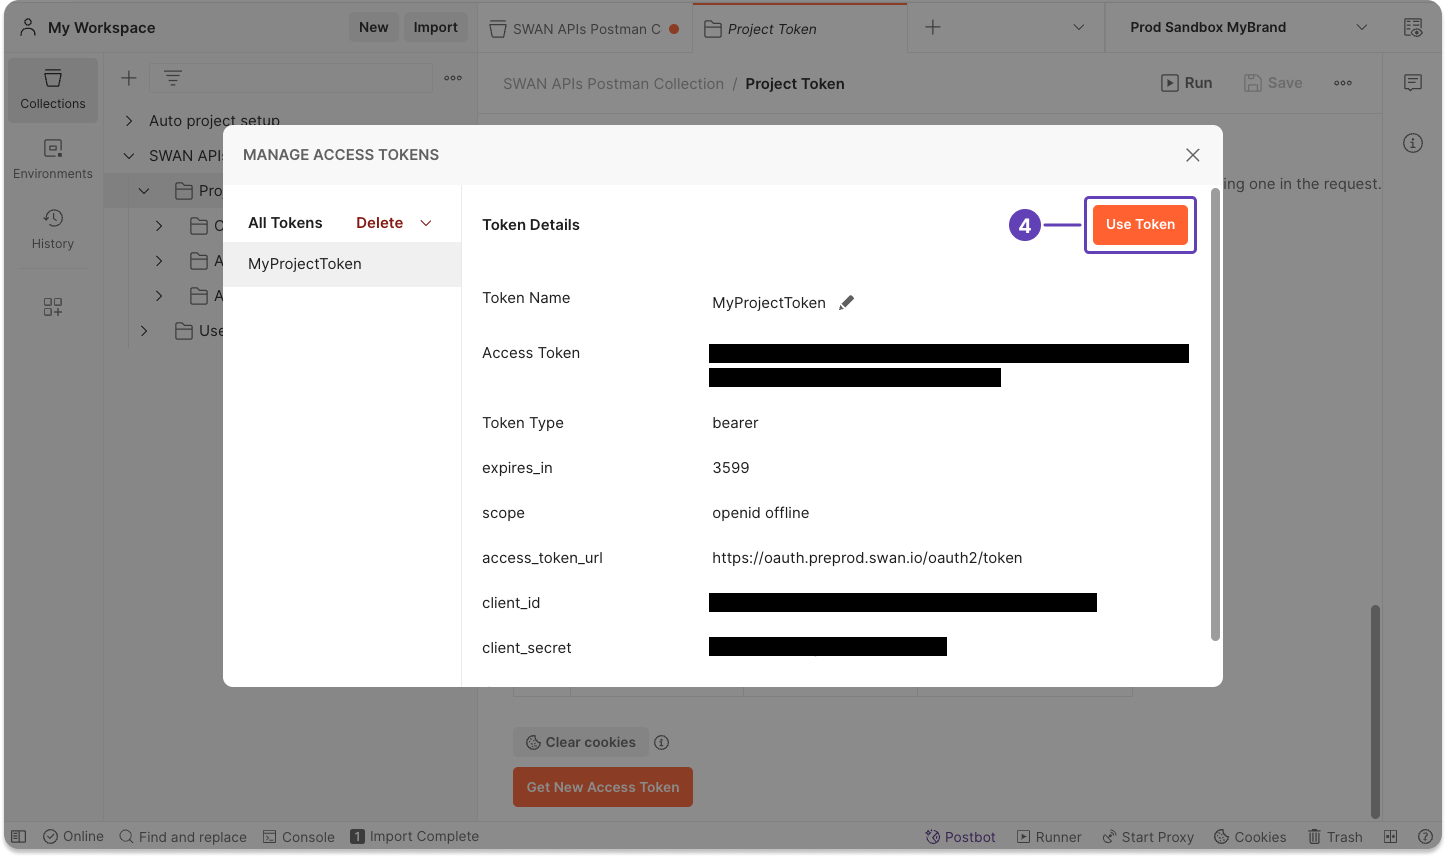 My Workspace
New
Import
SWAN APIs Postman C
Project Token
Prod Sandbox MyBrand
Collections
Environments
History
Auto project setup
SWAN APIs
Pro
C
A
A
Use
SWAN APIs Postman Collection / Project Token
Run
Save
ing one in the request.
MANAGE ACCESS TOKENS
All Tokens
Delete
MyProjectToken
Token Details
4
Use Token
Token Name
MyProjectToken
Access Token
Token Type
bearer
expires_in
3599
scope
openid offline
access_token_url
https://oauth.preprod.swan.io/oauth2/token
client_id
client_secret
Clear cookies
Get New Access Token
Online
Find and replace
Console
1 Import Complete
Postbot
Runner
Start Proxy
Cookies
Trash